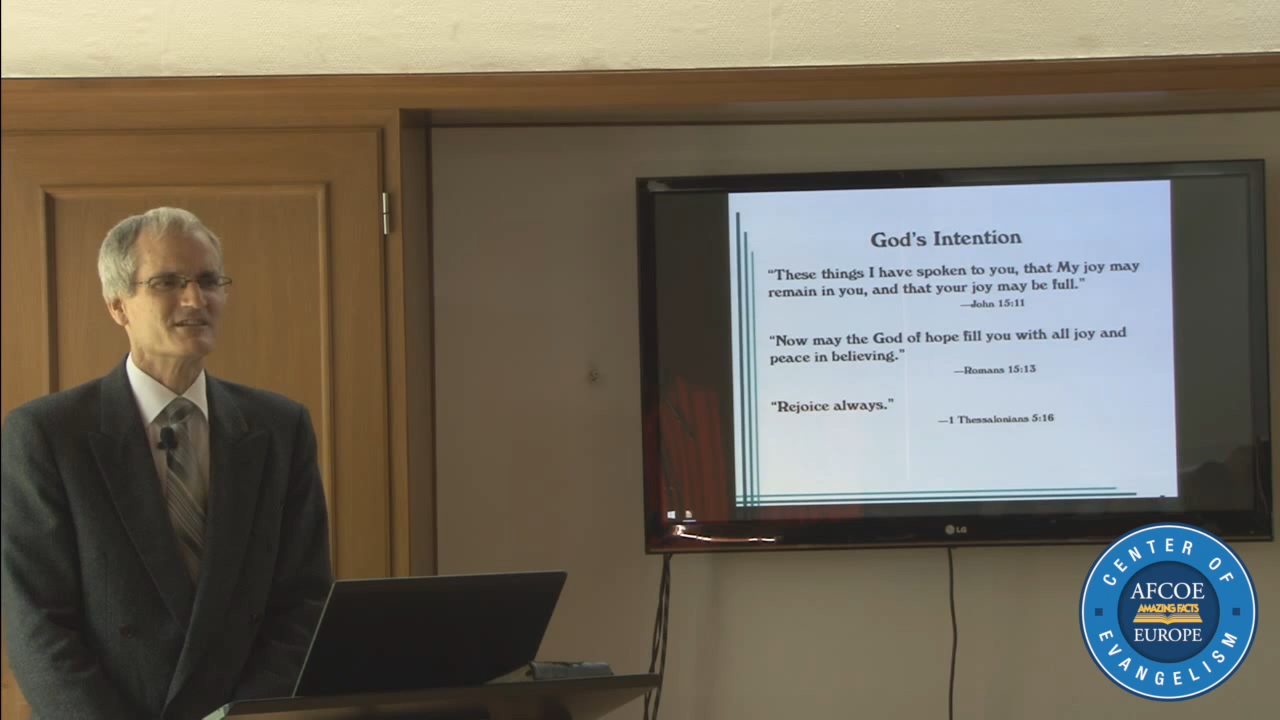 God's Intention
"These things I have spoken to you, that My joy may
remain in you, and that your joy may be full."
—John 15:11
"Now may the God of hope fill you with all joy and
peace in believing."
—Romans 15:13
"Rejoice always."
—1 Thessalonians 5:16
LG
CENTER OF
AFCOE
AMAZING FACTS
EUROPE
EVANGELISM